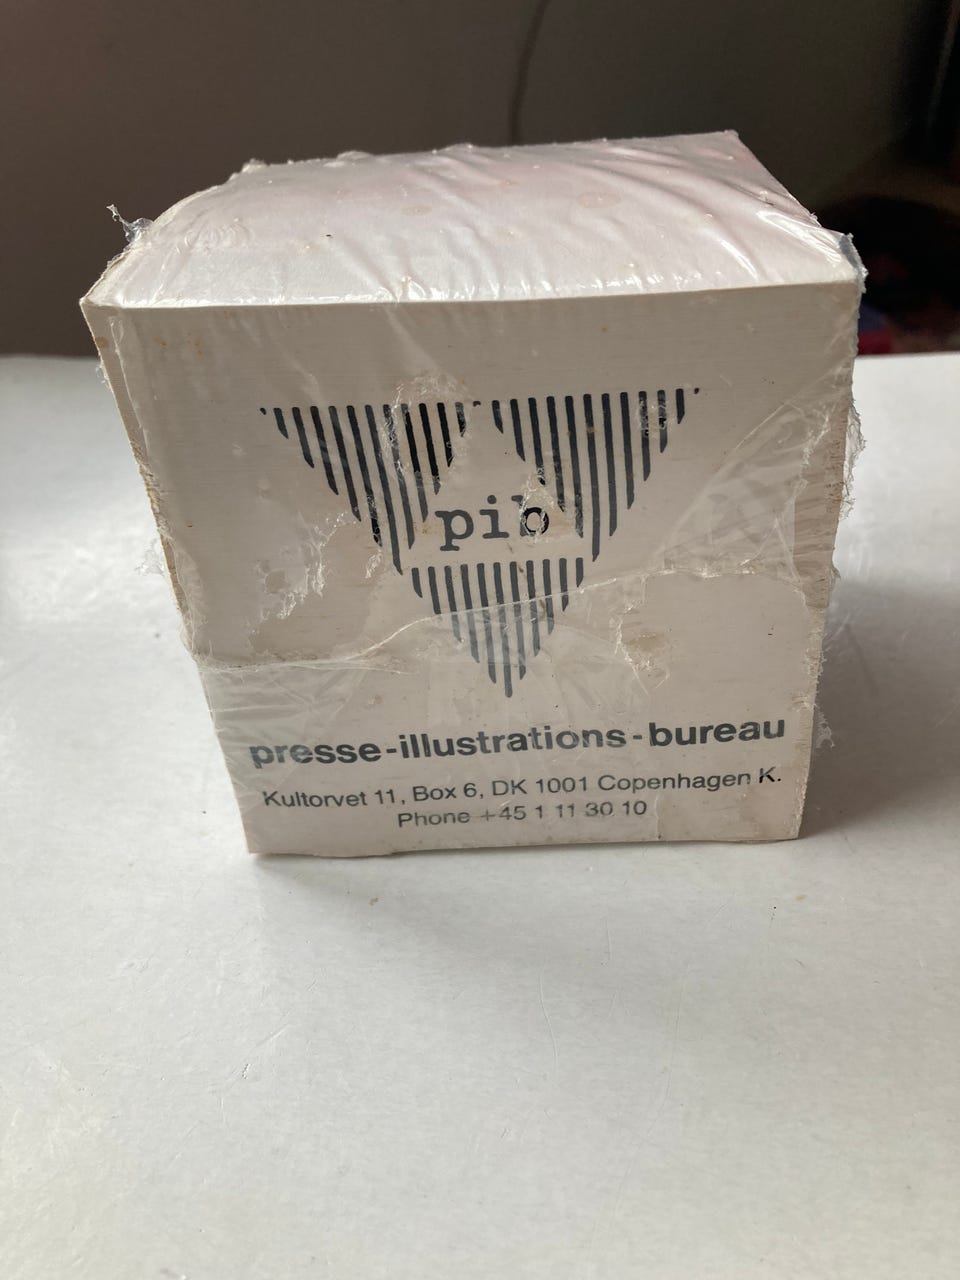 pib
presse-illustrations-bureau
Kultorvet 11, Box 6, DK 1001 Copenhagen K.
Phone +45 1 11 30 10